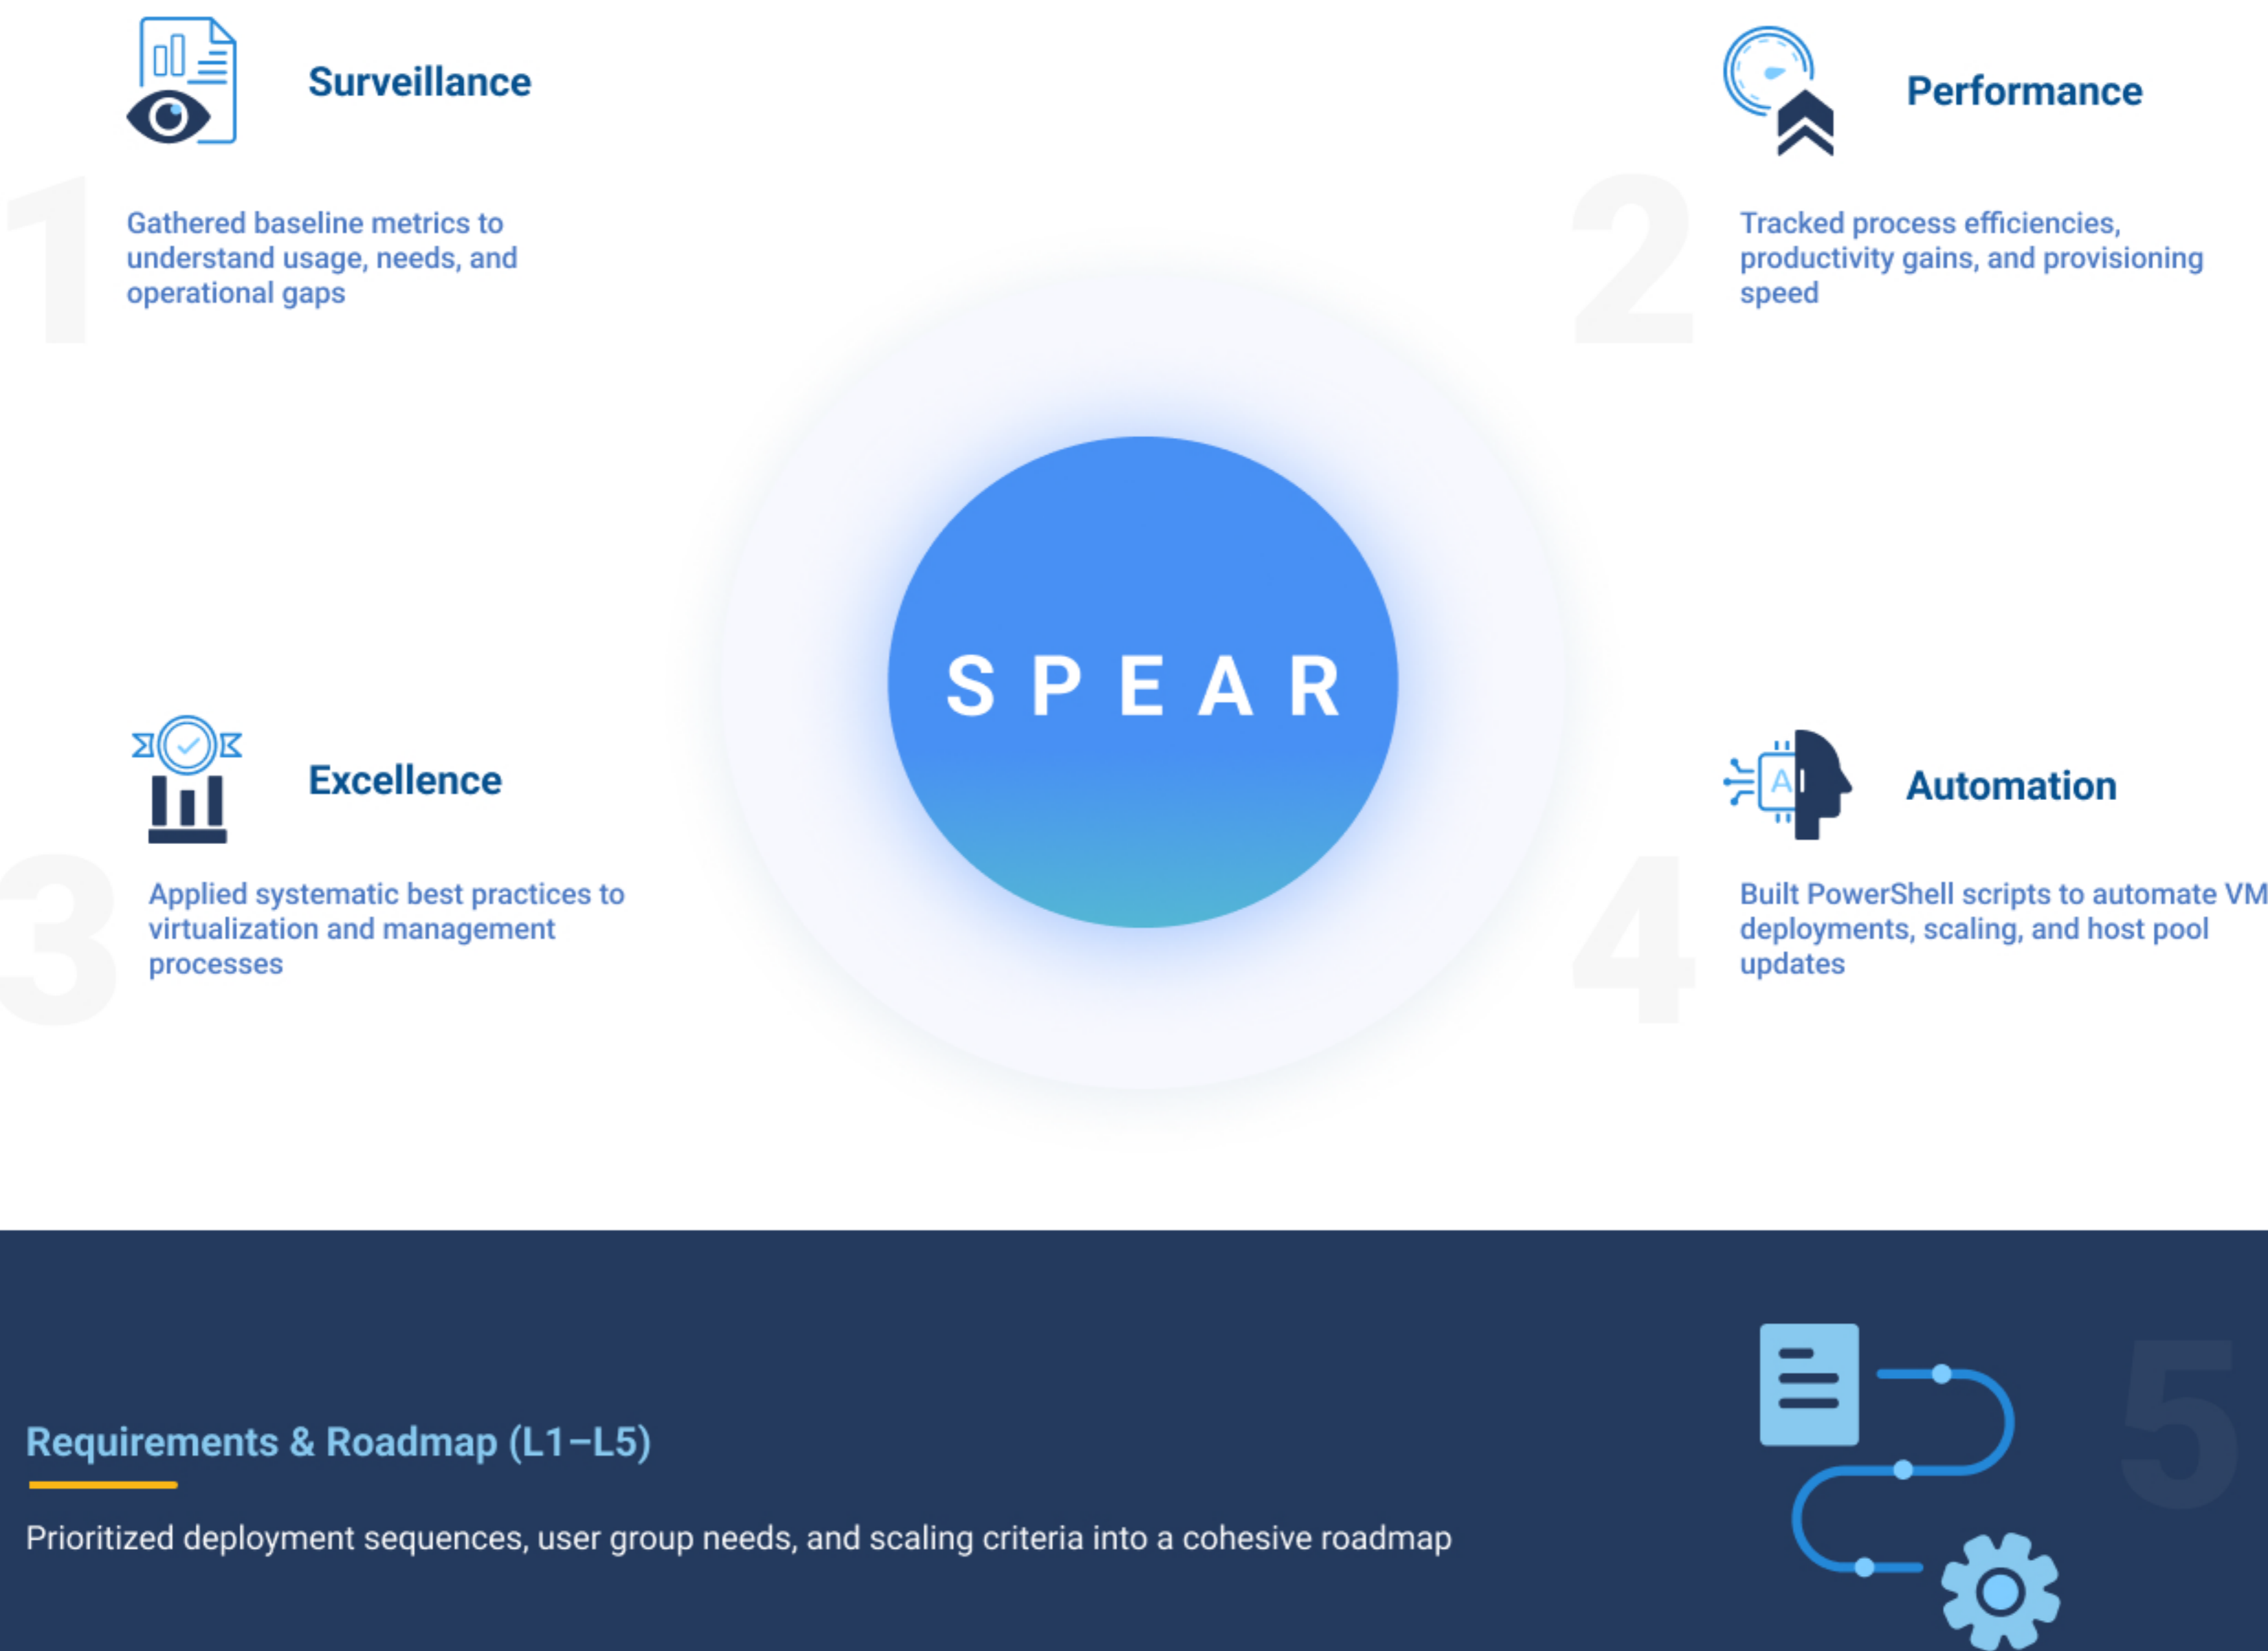 Surveillance
1
Gathered baseline metrics to
understand usage, needs, and
operational gaps
Performance
2
Tracked process efficiencies,
productivity gains, and provisioning
speed
S P E A R
Excellence
3
Applied systematic best practices to
virtualization and management
processes
AI
Automation
4
Built PowerShell scripts to automate VM
deployments, scaling, and host pool
updates
Requirements & Roadmap (L1–L5)
Prioritized deployment sequences, user group needs, and scaling criteria into a cohesive roadmap
5